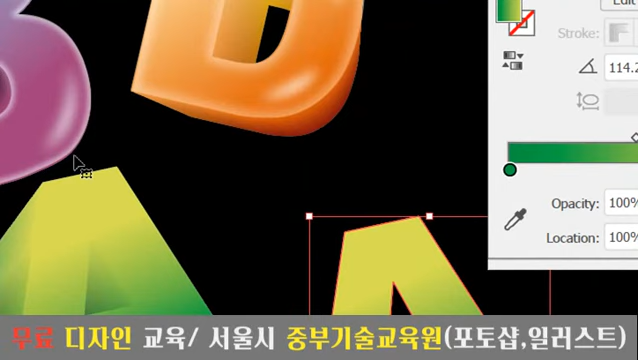 Edit
Stroke:
114.2
Opacity: 100%
Location: 100%
무료 디자인 교육/ 서울시 중부기술교육원(포토샵,일러스트)